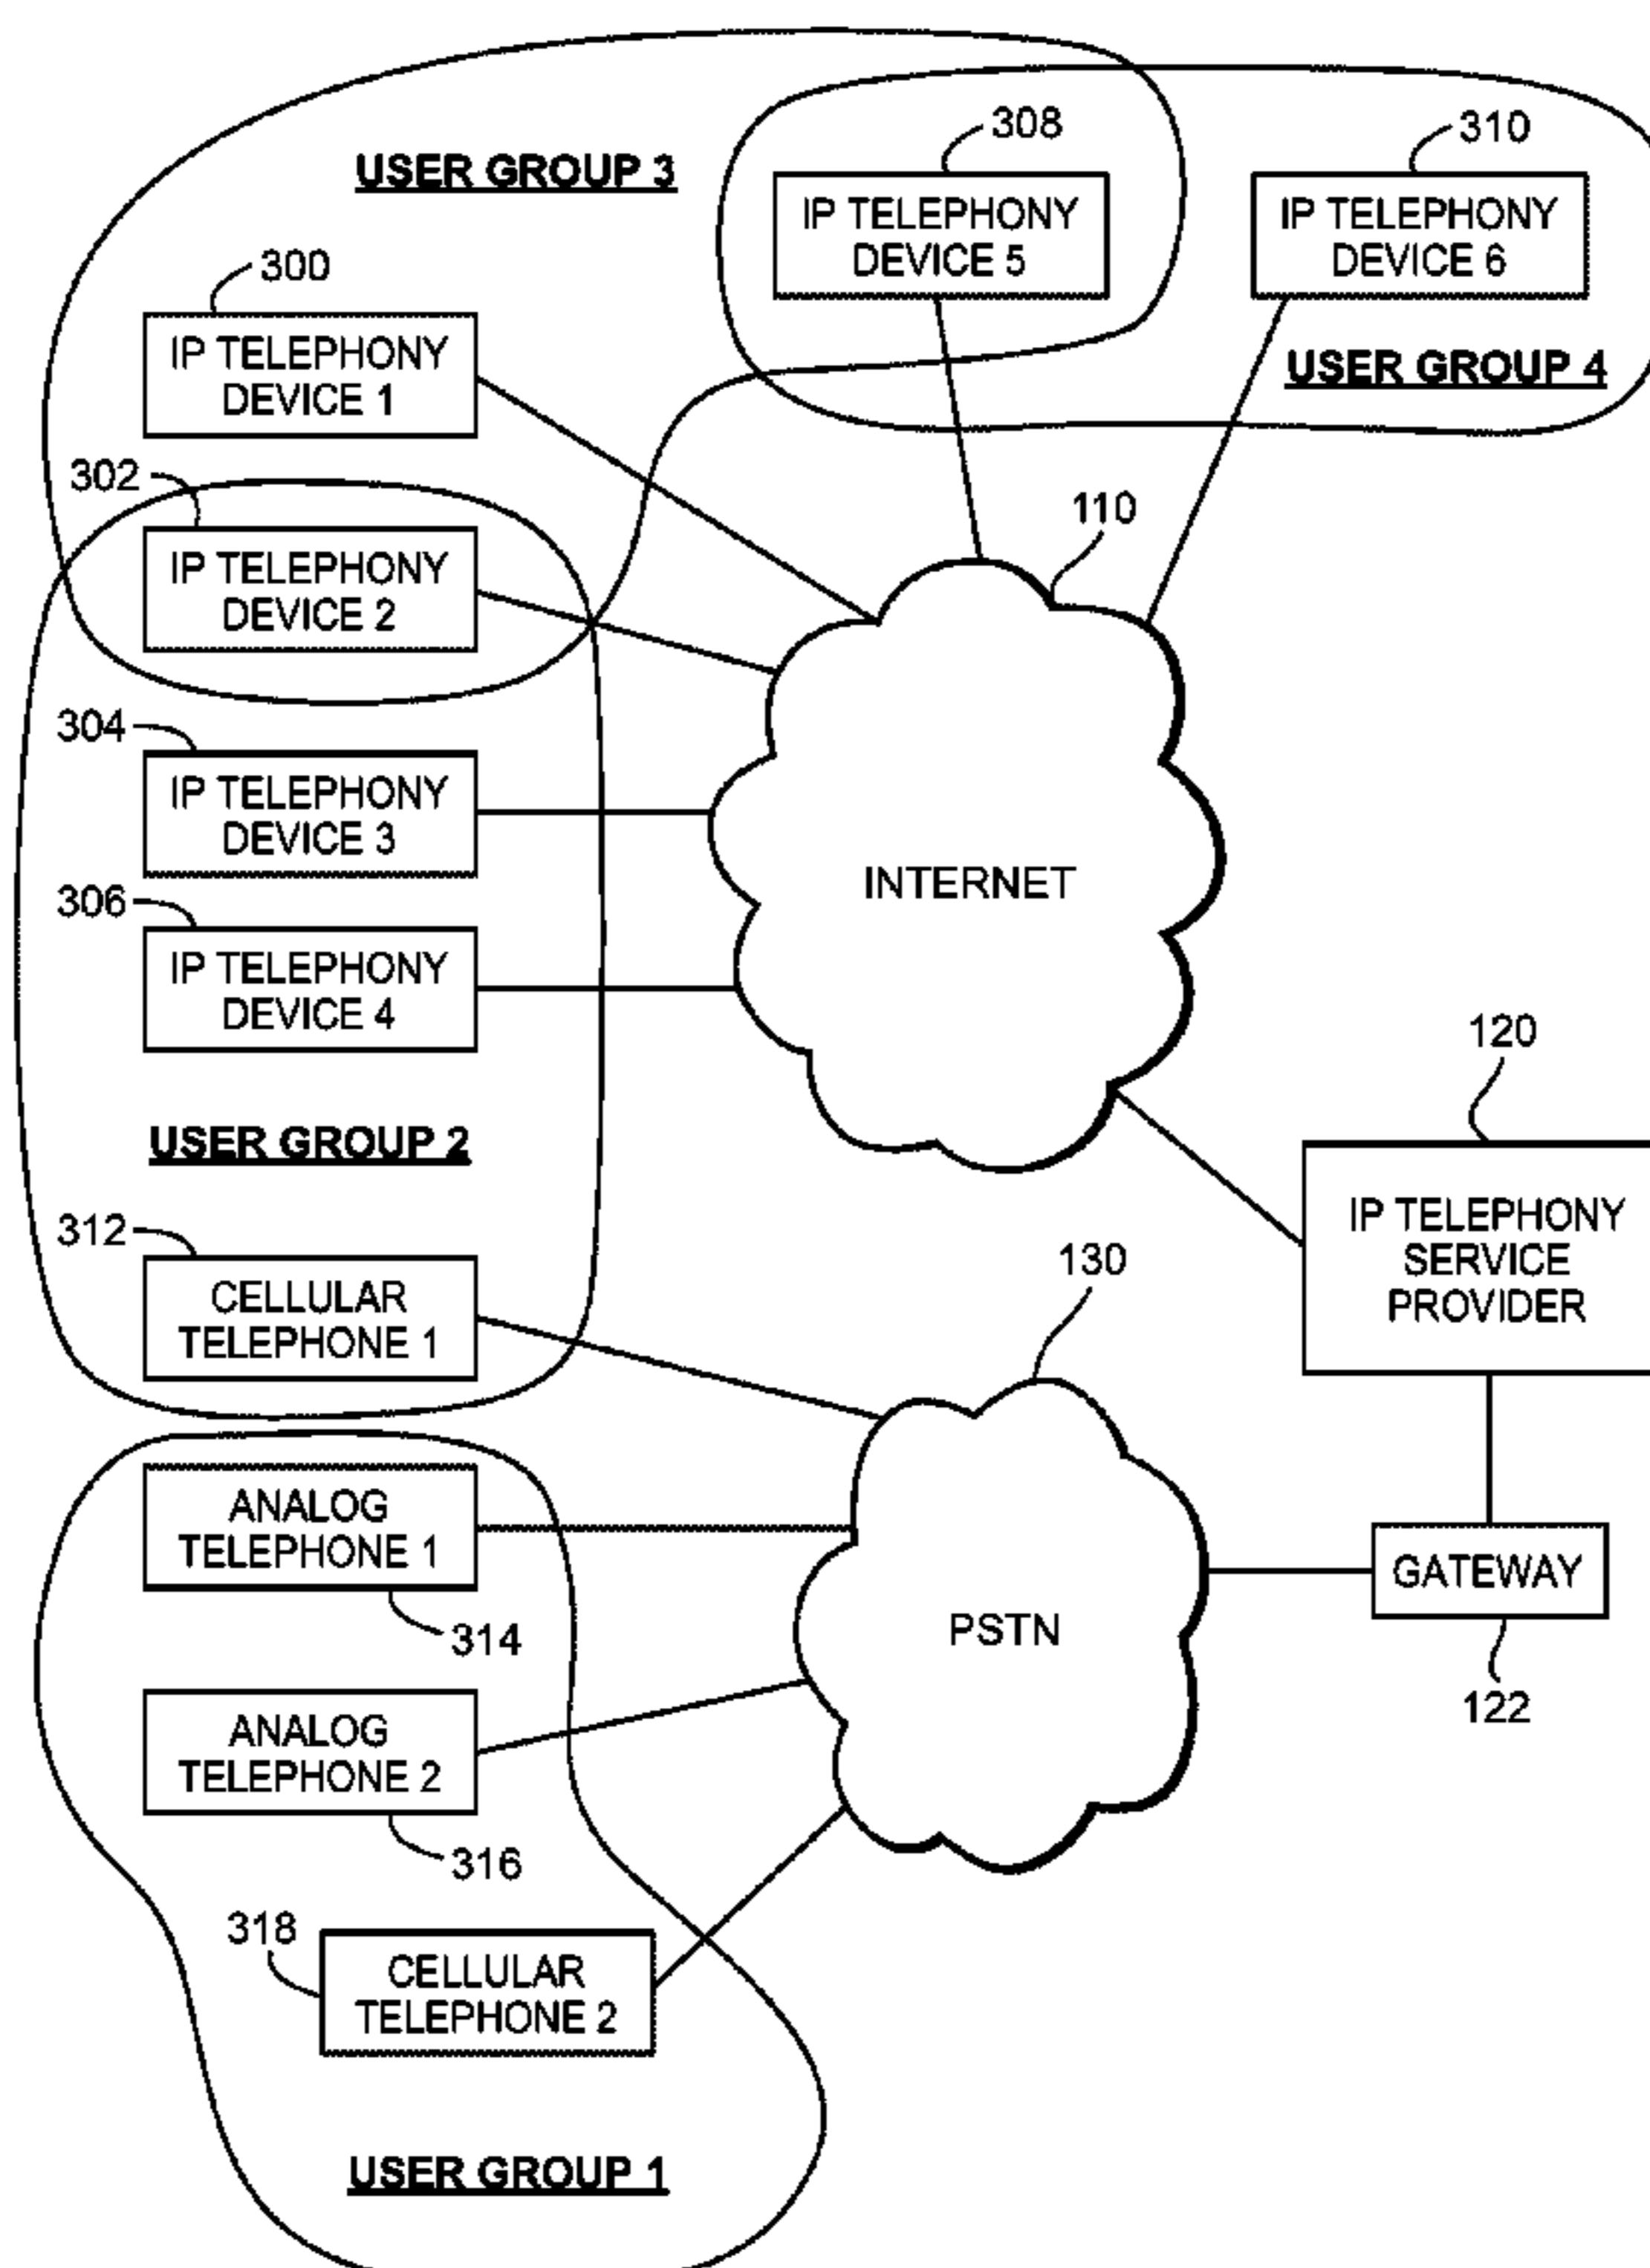 308
310
USER GROUP 3
IP TELEPHONY
DEVICE 5
IP TELEPHONY
DEVICE 6
300
IP TELEPHONY
DEVICE 1
USER GROUP 4
302
IP TELEPHONY
DEVICE 2
110
304
IP TELEPHONY
DEVICE 3
INTERNET
306
IP TELEPHONY
DEVICE 4
120
USER GROUP 2
IP TELEPHONY
SERVICE
PROVIDER
312
CELLULAR
TELEPHONE 1
130
ANALOG
TELEPHONE 1
314
GATEWAY
122
PSTN
ANALOG
TELEPHONE 2
316
318
CELLULAR
TELEPHONE 2
USER GROUP 1